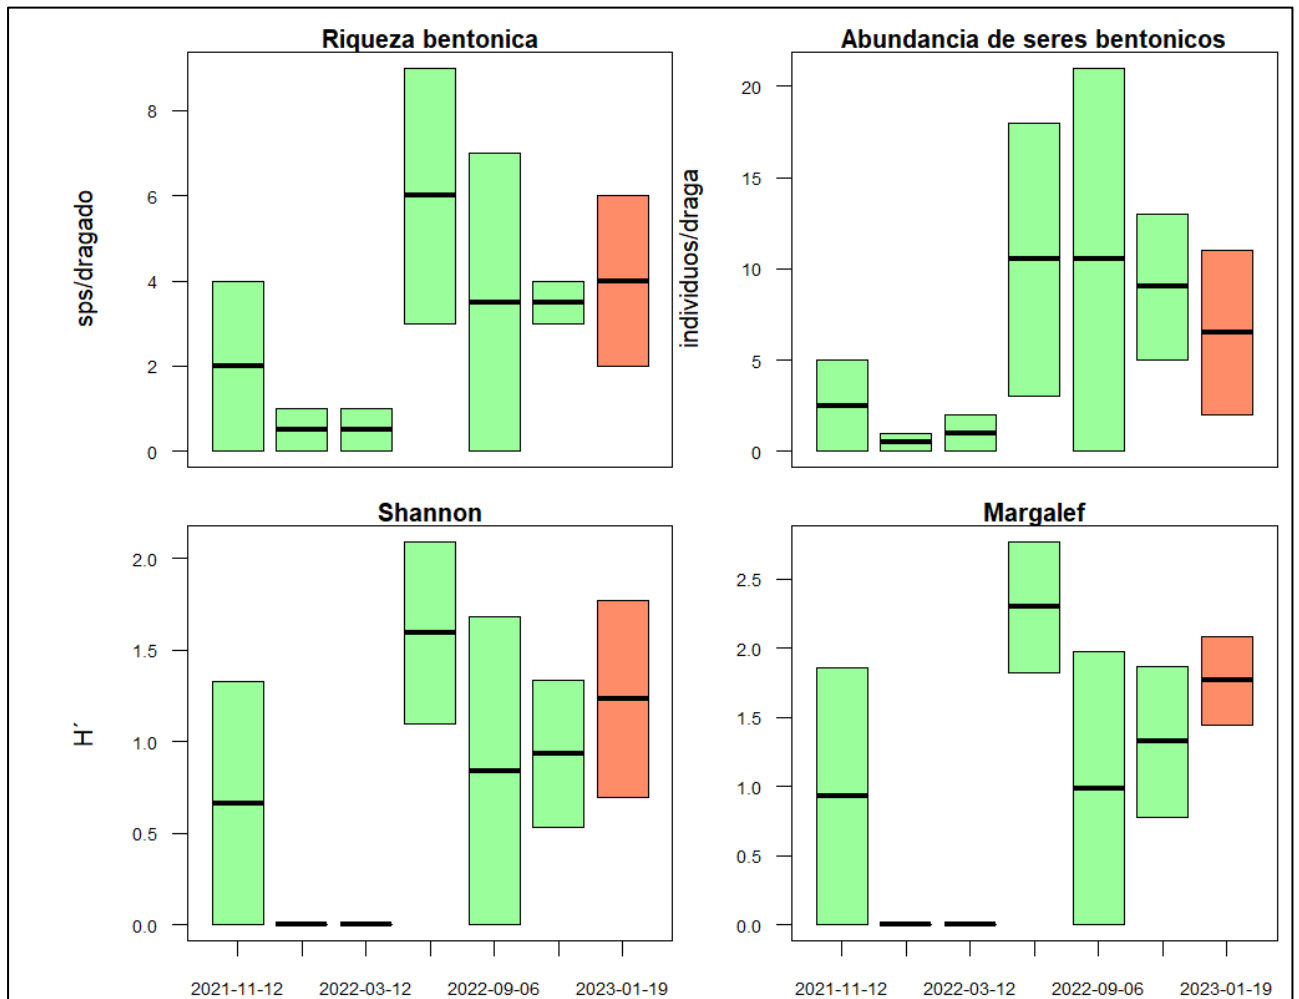 Riqueza bentonica
sps/dragado
8
6
4
2
0
Abundancia de seres bentonicos
individuos/draga
20
15
10
5
0
Shannon
H´
2.0
1.5
1.0
0.5
0.0
2021-11-12 2022-03-12 2022-09-06 2023-01-19
Margalef
2.5
2.0
1.5
1.0
0.5
0.0
2021-11-12 2022-03-12 2022-09-06 2023-01-19